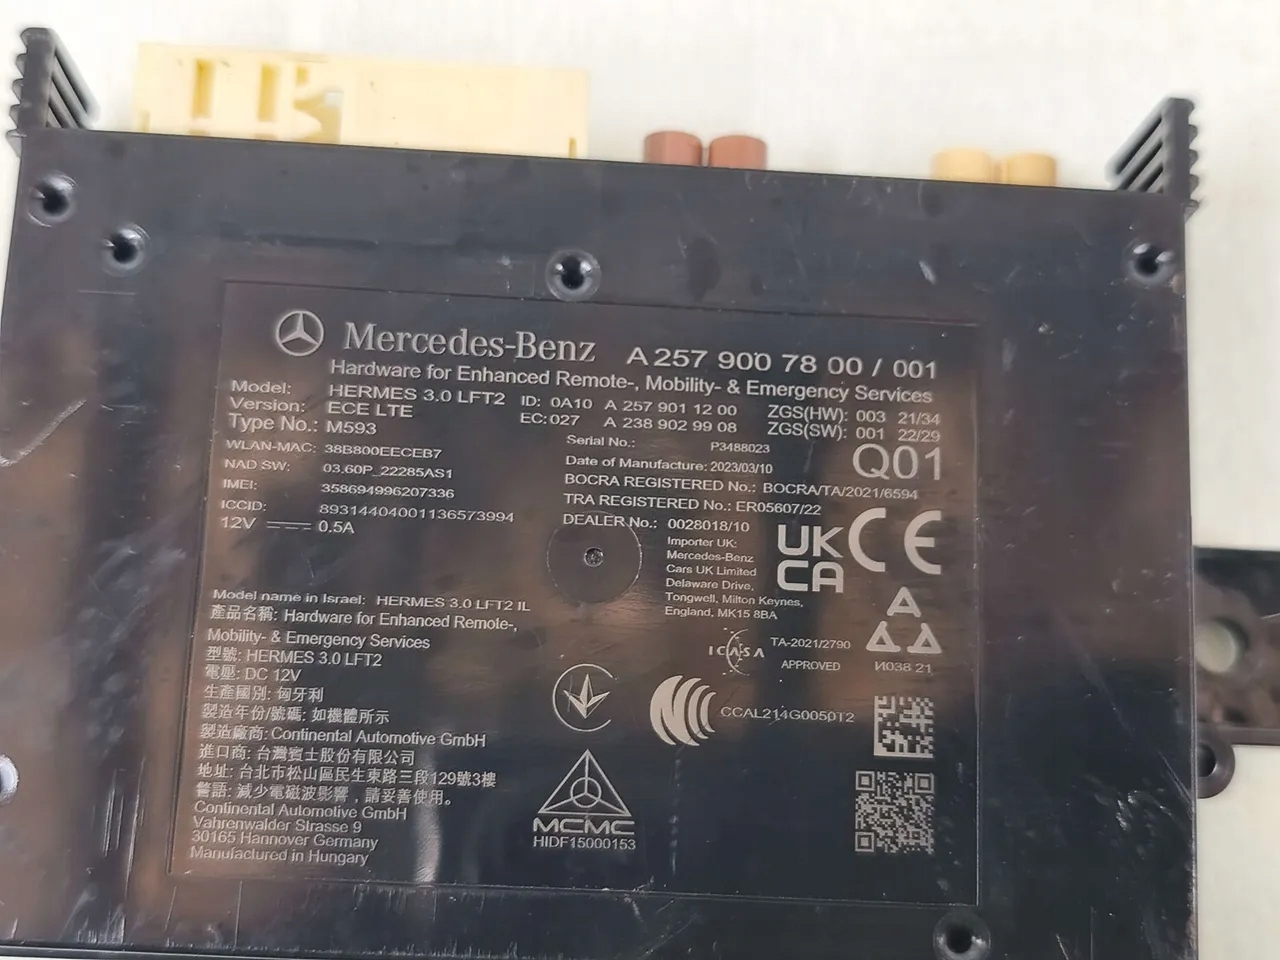 Mercedes-Benz A 257 900 78 00 / 001
Hardware for Enhanced Remote-, Mobility- & Emergency Services
Model: HERMES 3.0 LFT2 ID: 0A10 A 257 901 12 00 ZGS(HW): 003 21/34
Version: ECE LTE EC: 027 A 238 902 99 08 ZGS(SW): 001 22/29
Type No.: M593
Serial No.: P3488023
Q01
WLAN-MAC: 38B800EECEB7
Date of Manufacture: 2023/03/10
NAD SW: 03.60P_22285AS1
BOCRA REGISTERED No.: BOCRA/TA/2021/6594
IMEI: 358694996207336
TRA REGISTERED No.: ER05607/22
ICCID: 89314404001136573994
DEALER No.: 0028018/10
12V 0.5A
Importer UK:
Mercedes-Benz
Cars UK Limited
Delaware Drive,
Tongwell, Milton Keynes,
England, MK15 8BA
UK
CA
CE
A
И038 21
ICASA TA-2021/2790
APPROVED
CCAL214G0050T2
Model name in Israel: HERMES 3.0 LFT2 IL
產品名稱: Hardware for Enhanced Remote-,
Mobility- & Emergency Services
型號: HERMES 3.0 LFT2
電壓: DC 12V
生產國別: 匈牙利
製造年份/號碼: 如機體所示
製造廠商: Continental Automotive GmbH
進口商: 台灣賓士股份有限公司
地址: 台北市松山區民生東路三段129號3樓
警語: 減少電磁波影響，請妥善使用。
Continental Automotive GmbH
Vahrenwalder Strasse 9
30165 Hannover Germany
Manufactured in Hungary
MCMC
HIDF15000153